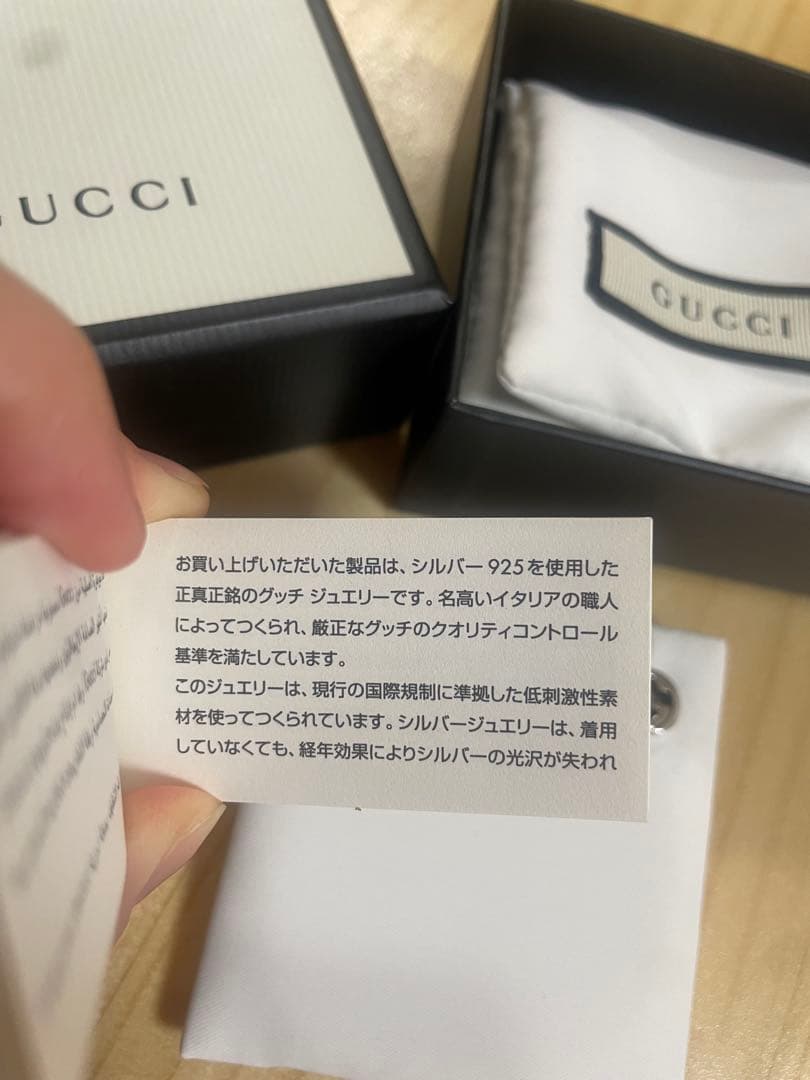 GUCCI
GUCCI
お買い上げいただいた製品は、シルバー 925を使用した
正真正銘のグッチ ジュエリーです。名高いイタリアの職人
によってつくられ、厳正なグッチのクオリティコントロール
基準を満たしています。
このジュエリーは、現行の国際規制に準拠した低刺激性素
材を使ってつくられています。シルバージュエリーは、着用
していなくても、経年効果によりシルバーの光沢が失われ